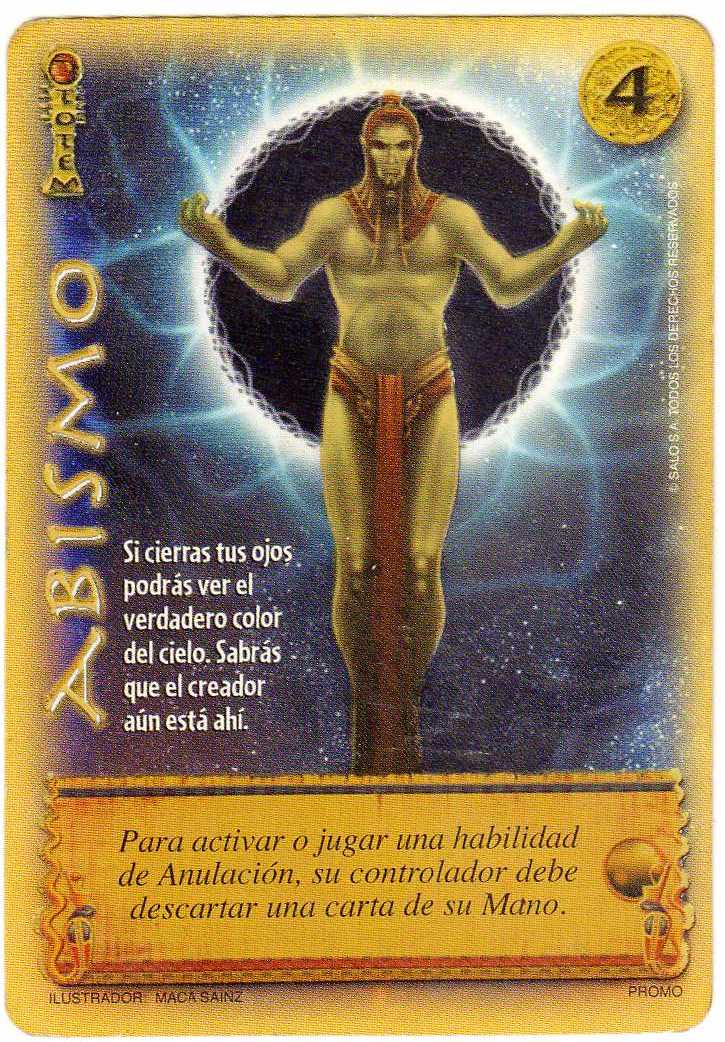 TOTEM
4
ABISMO
© SALO S.A. TODOS LOS DERECHOS RESERVADOS
Si cierras tus ojos
podrás ver el
verdadero color
del cielo. Sabrás
que el creador
aún está ahí.
Para activar o jugar una habilidad
de Anulación, su controlador debe
descartar una carta de su Mano.
ILUSTRADOR: MACA SAINZ
PROMO